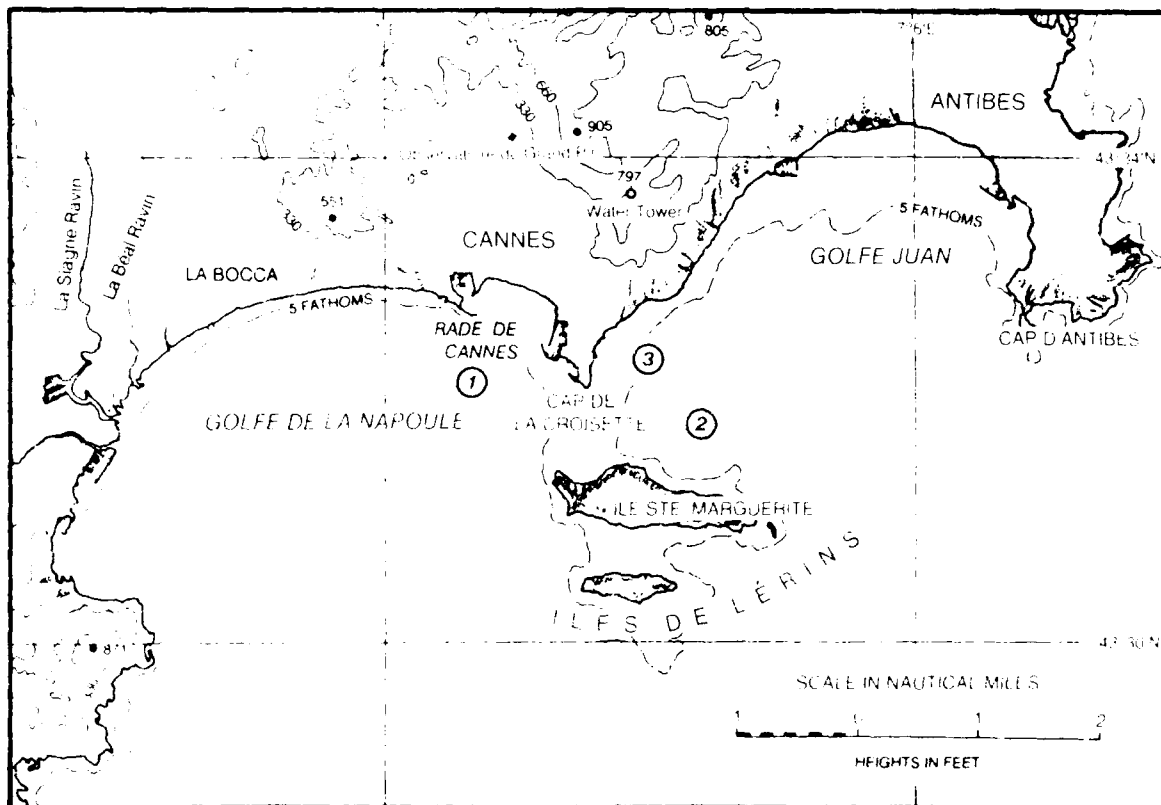 805
7°5'E
ANTIBES
660
330
905
43°34'N
797
Water Tower
551
330
5 FATHOMS
CANNES
GOLFE JUAN
La Siagne Ravin
La Beal Ravin
LA BOCCA
5 FATHOMS
RADE DE
CANNES
CAP D'ANTIBES
3
1
CAP DE
LA CROISETTE
GOLFE DE LA NAPOULE
2
ILE STE MARGUERITE
ILES DE LÉRINS
43°30'N
SCALE IN NAUTICAL MILES
1 0 1 2
HEIGHTS IN FEET